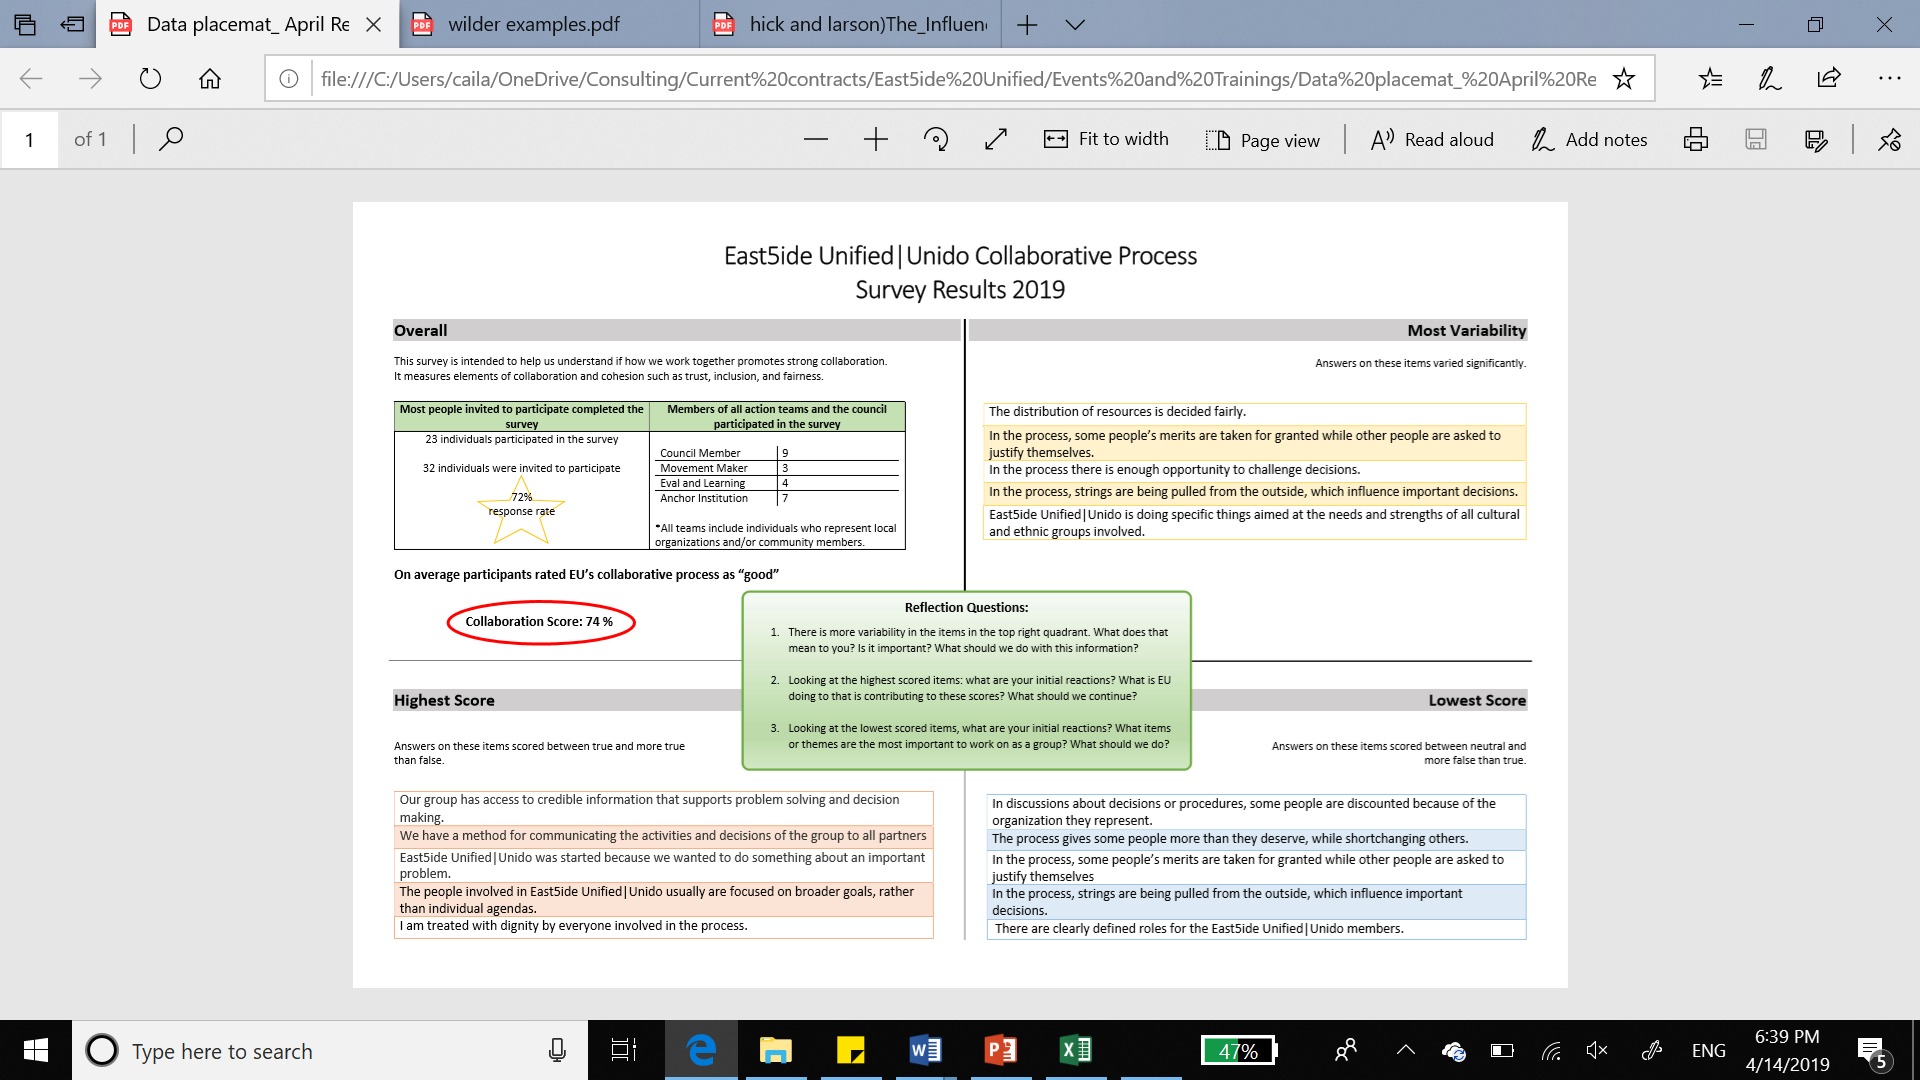 Data placemat_ April Re
wilder examples.pdf
hick and larson)The_Influen
file:///C:/Users/caila/OneDrive/Consulting/Current%20contracts/East5ide%20Unified/Events%20and%20Trainings/Data%20placemat_%20April%20Re
1 of 1
Fit to width
Page view
Read aloud
Add notes
East5ide Unified|Unido Collaborative Process
Survey Results 2019
Overall
This survey is intended to help us understand if how we work together promotes strong collaboration.
It measures elements of collaboration and cohesion such as trust, inclusion, and fairness.
Most people invited to participate completed the
survey
23 individuals participated in the survey
32 individuals were invited to participate
72%
response rate
Members of all action teams and the council
participated in the survey
Council Member 9
Movement Maker 3
Eval and Learning 4
Anchor Institution 7
*All teams include individuals who represent local
organizations and/or community members.
On average participants rated EU's collaborative process as “good”
Collaboration Score: 74 %
Most Variability
Answers on these items varied significantly.
The distribution of resources is decided fairly.
In the process, some people's merits are taken for granted while other people are asked to
justify themselves.
In the process there is enough opportunity to challenge decisions.
In the process, strings are being pulled from the outside, which influence important decisions.
East5ide Unified|Unido is doing specific things aimed at the needs and strengths of all cultural
and ethnic groups involved.
Reflection Questions:
1. There is more variability in the items in the top right quadrant. What does that
mean to you? Is it important? What should we do with this information?
2. Looking at the highest scored items: what are your initial reactions? What is EU
doing to that is contributing to these scores? What should we continue?
3. Looking at the lowest scored items, what are your initial reactions? What items
or themes are the most important to work on as a group? What should we do?
Highest Score
Answers on these items scored between true and more true
than false.
Our group has access to credible information that supports problem solving and decision
making.
We have a method for communicating the activities and decisions of the group to all partners
East5ide Unified|Unido was started because we wanted to do something about an important
problem.
The people involved in East5ide Unified|Unido usually are focused on broader goals, rather
than individual agendas.
I am treated with dignity by everyone involved in the process.
Lowest Score
Answers on these items scored between neutral and
more false than true.
In discussions about decisions or procedures, some people are discounted because of the
organization they represent.
The process gives some people more than they deserve, while shortchanging others.
In the process, some people's merits are taken for granted while other people are asked to
justify themselves
In the process, strings are being pulled from the outside, which influence important
decisions.
There are clearly defined roles for the East5ide Unified|Unido members.
Type here to search
47%
ENG
6:39 PM
4/14/2019
5